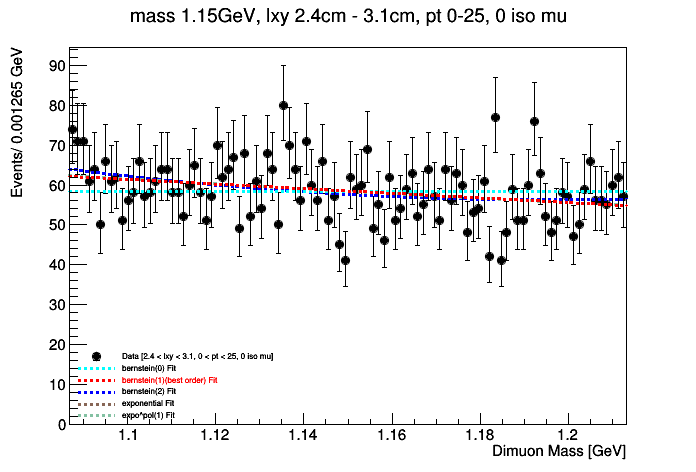 mass 1.15GeV, lxy 2.4cm - 3.1cm, pt 0-25, 0 iso mu
Events/ 0.001265 GeV
90
80
70
60
50
40
30
20
10
0
Data [2.4 < lxy < 3.1, 0 < pt < 25, 0 iso mu]
bernstein(0) Fit
bernstein(1)(best order) Fit
bernstein(2) Fit
exponential Fit
expo*pol(1) Fit
1.1 1.12 1.14 1.16 1.18 1.2
Dimuon Mass [GeV]